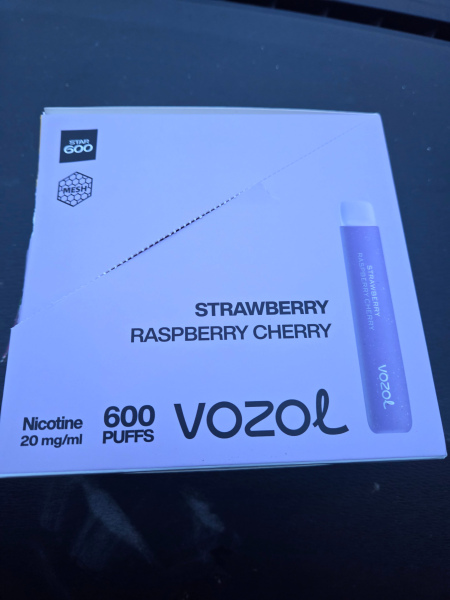 STAR
600
MESH
STRAWBERRY
RASPBERRY CHERRY
STRAWBERRY
RASPBERRY CHERRY
VOZOL
Nicotine
20 mg/ml
600
PUFFS
VOZOL